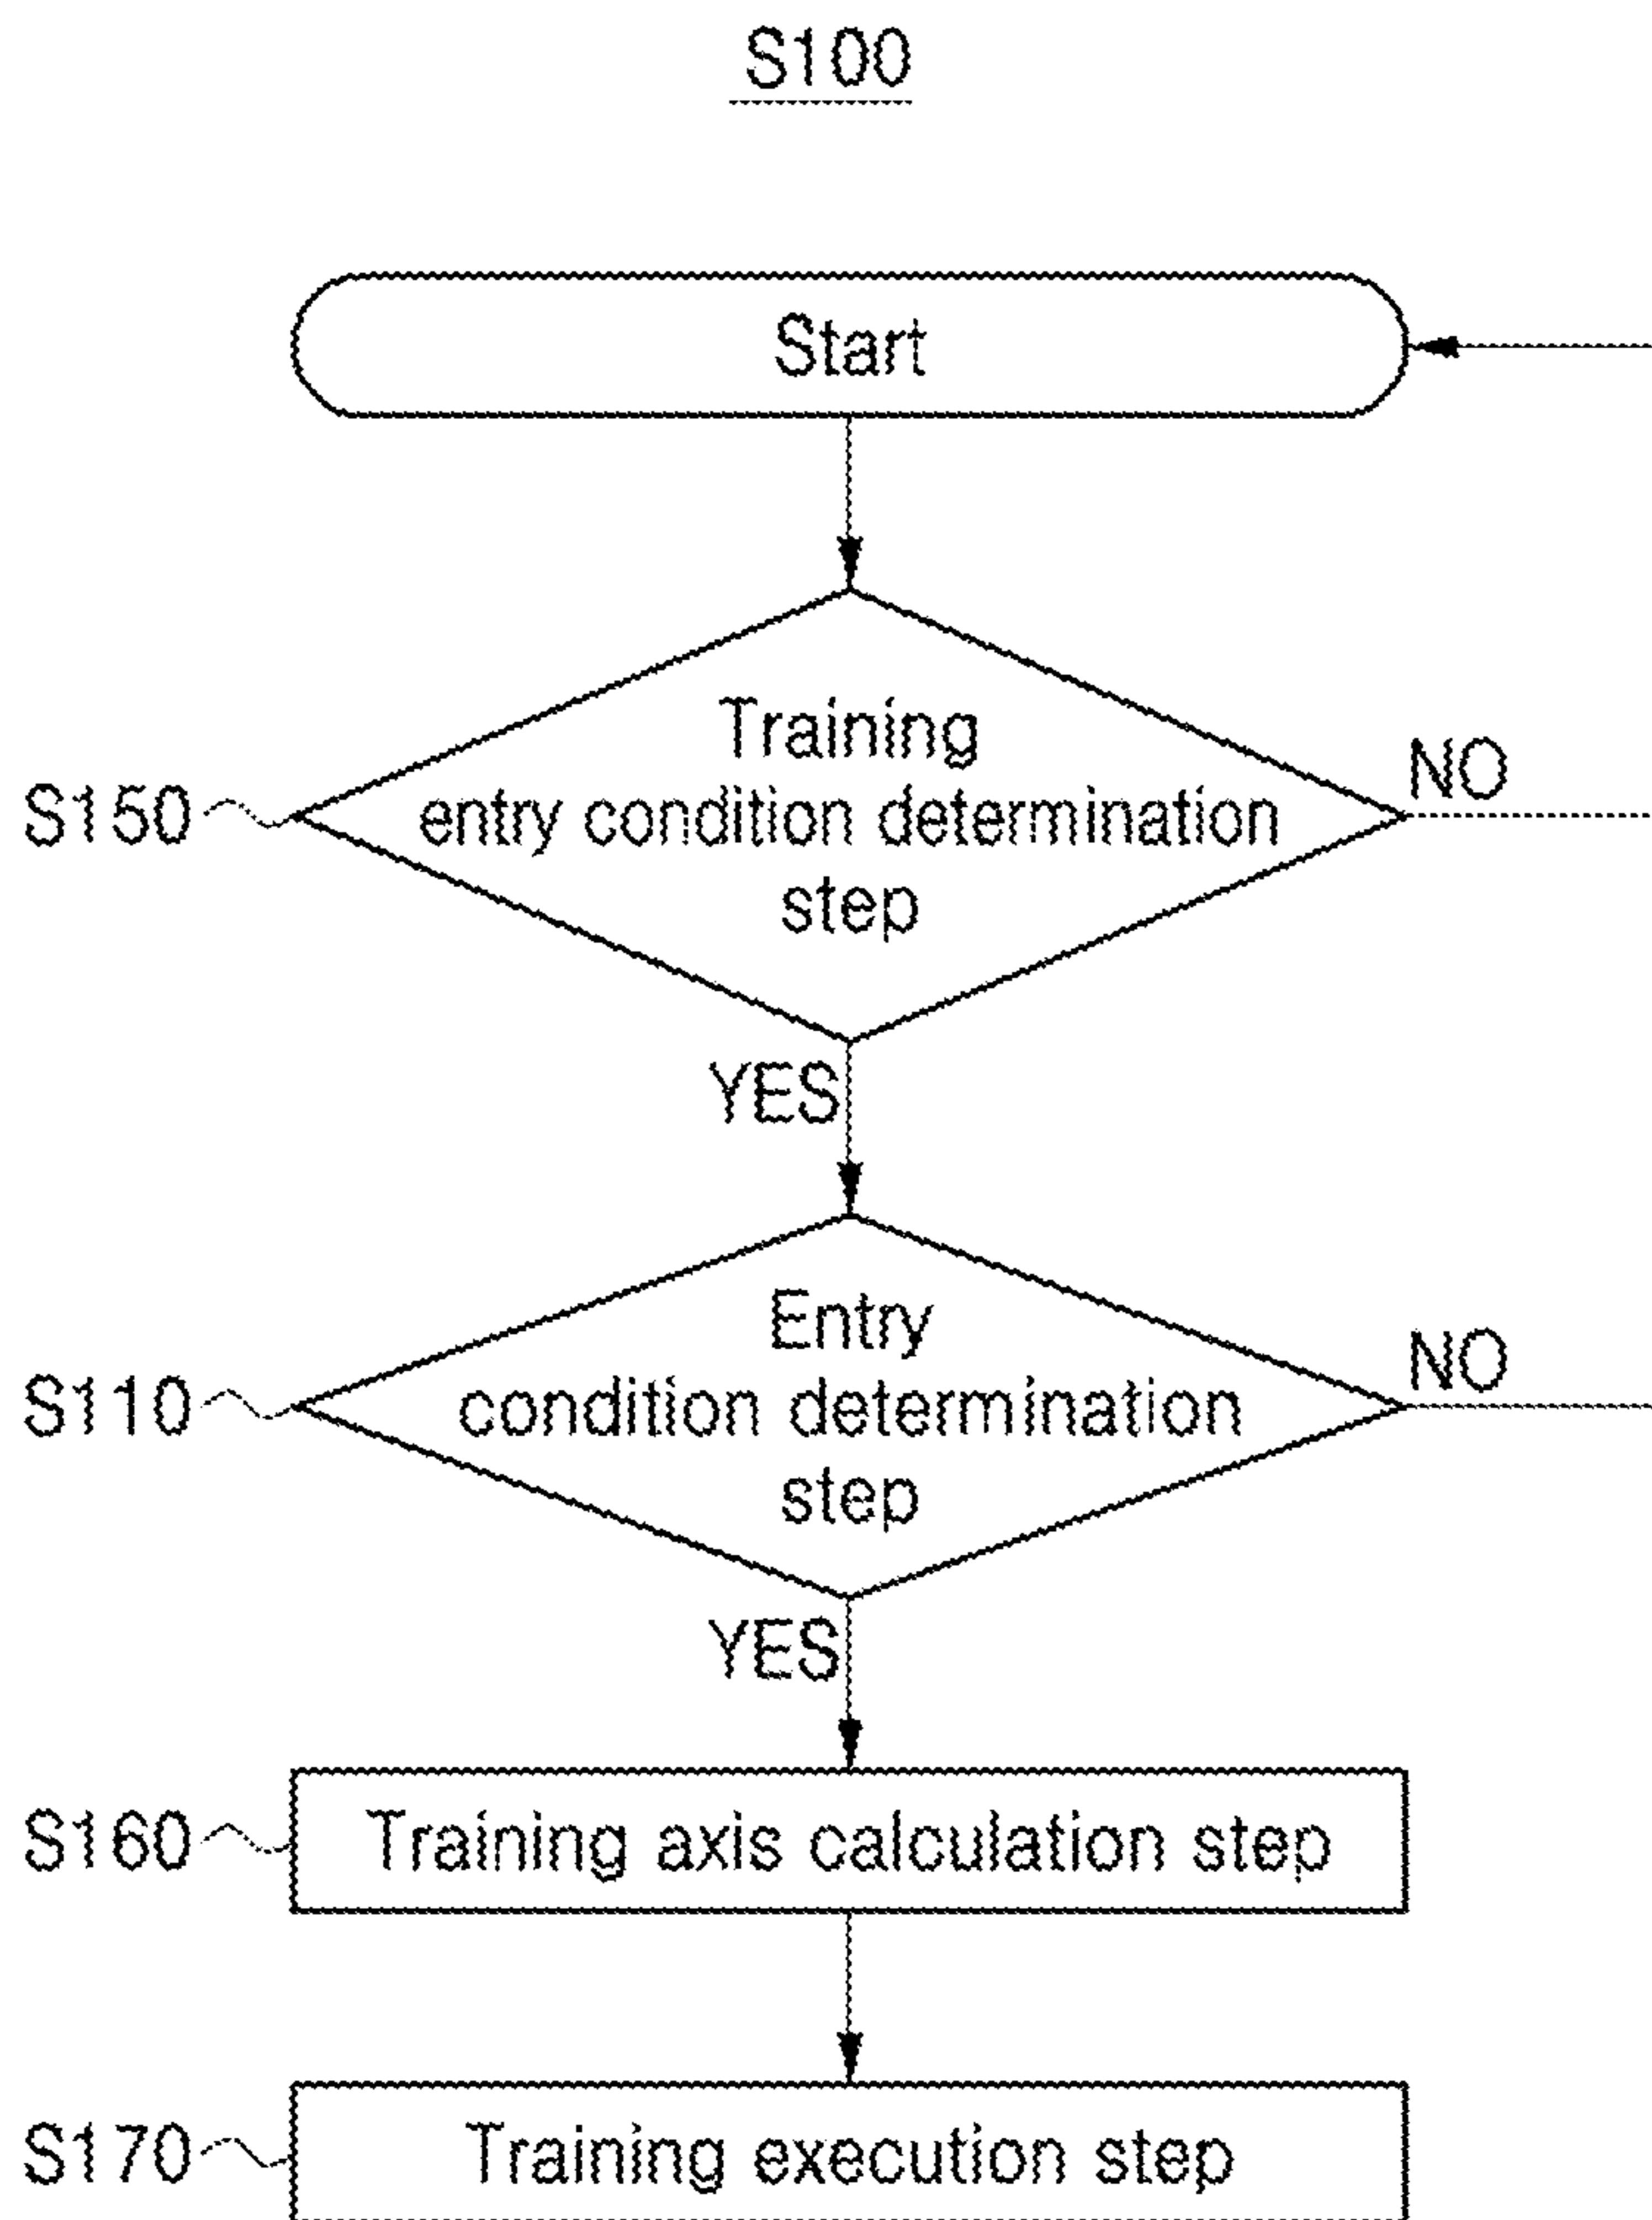 S100
Start
Training
entry condition determination
step
S150
NO
YES
Entry
condition determination
step
S110
NO
YES
S160
Training axis calculation step
S170
Training execution step